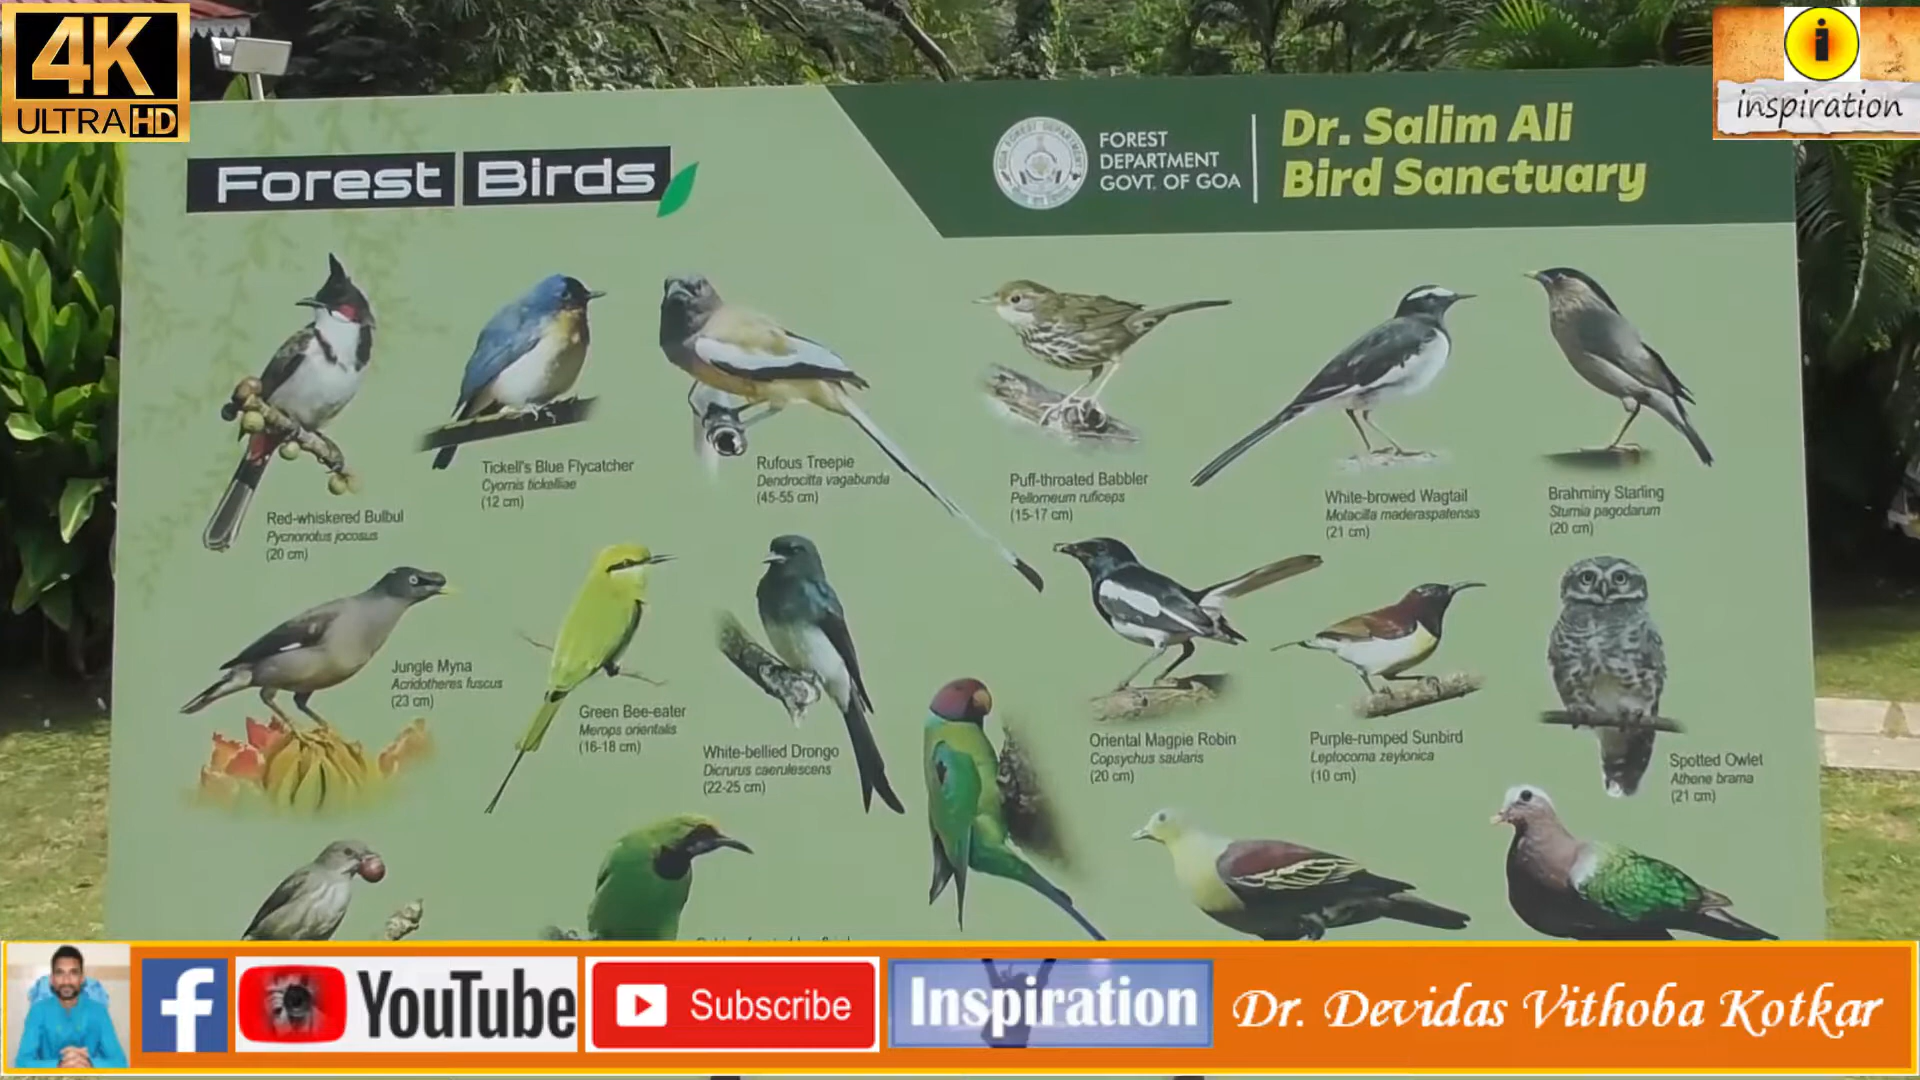 4K
ULTRA HD
i
inspiration
Forest Birds
FOREST
DEPARTMENT
GOVT. OF GOA
Dr. Salim Ali
Bird Sanctuary
Red-whiskered Bulbul
Pycnonotus jocosus
(20 cm)
Tickell's Blue Flycatcher
Cyornis tickelliae
(12 cm)
Rufous Treepie
Dendrocitta vagabunda
(45-55 cm)
Puff-throated Babbler
Pellorneum ruficeps
(15-17 cm)
White-browed Wagtail
Motacilla maderaspatensis
(21 cm)
Brahminy Starling
Sturnia pagodarum
(20 cm)
Jungle Myna
Acridotheres fuscus
(23 cm)
Green Bee-eater
Merops orientalis
(16-18 cm)
White-bellied Drongo
Dicrurus caerulescens
(22-25 cm)
Oriental Magpie Robin
Copsychus saularis
(20 cm)
Purple-rumped Sunbird
Leptocoma zeylonica
(10 cm)
Spotted Owlet
Athene brama
(21 cm)
f
YouTube
Subscribe
Inspiration
Dr. Devidas Vithoba Kotkar